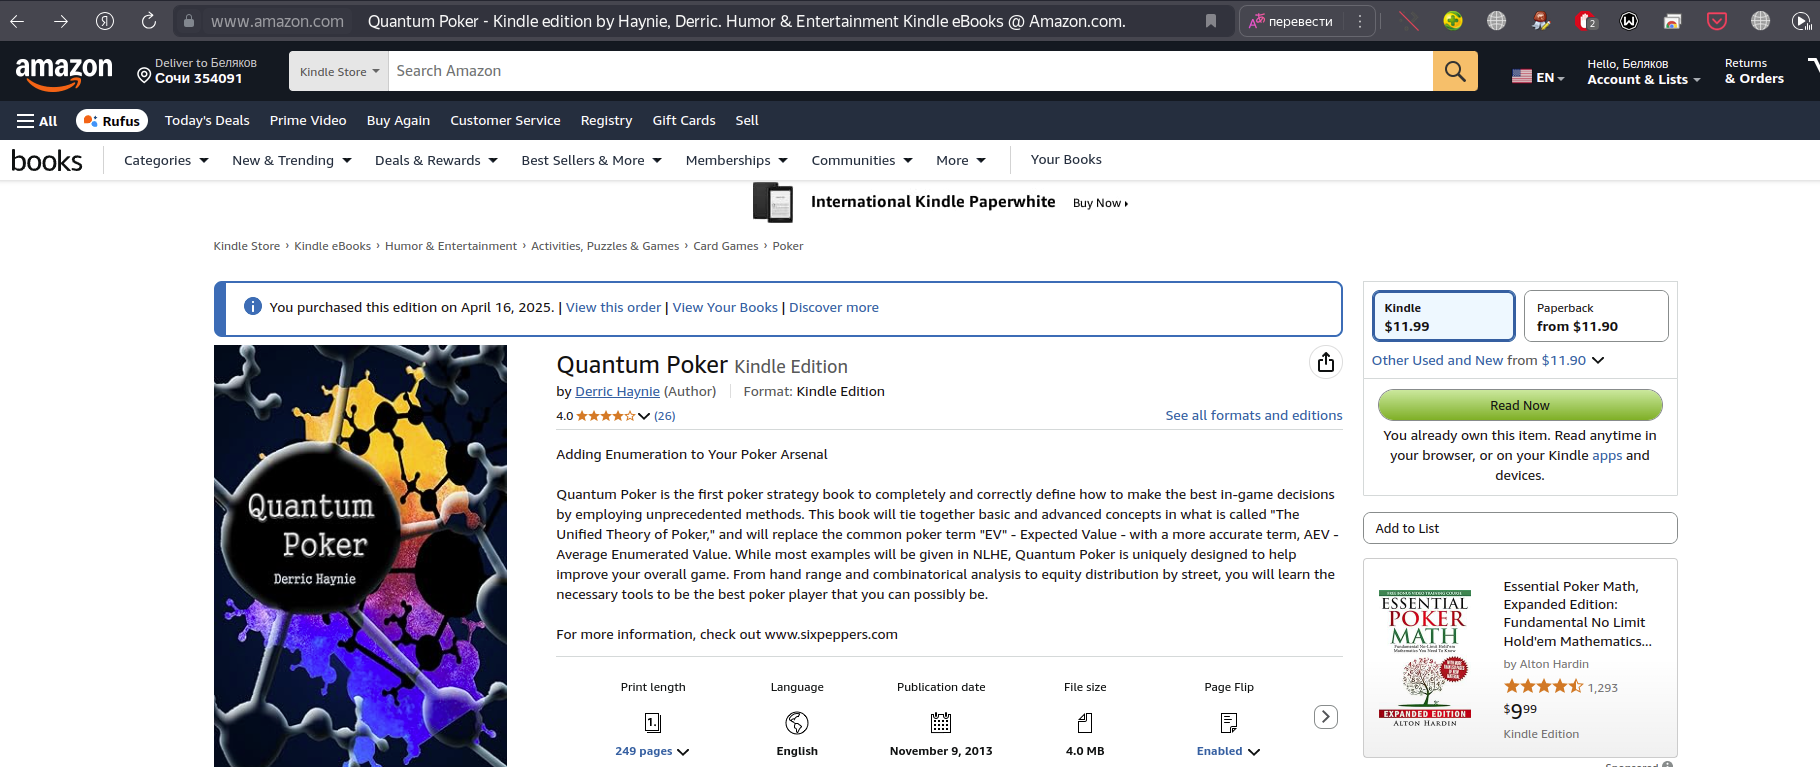 www.amazon.com Quantum Poker - Kindle edition by Haynie, Derric. Humor & Entertainment Kindle eBooks @ Amazon.com. перевести 2
amazon
Deliver to Беляков
Сочи 354091
Kindle Store
Search Amazon
EN
Hello, Беляков
Account & Lists
Returns
& Orders
All Rufus Today's Deals Prime Video Buy Again Customer Service Registry Gift Cards Sell
books Categories New & Trending Deals & Rewards Best Sellers & More Memberships Communities More Your Books
International Kindle Paperwhite Buy Now
Kindle Store › Kindle eBooks › Humor & Entertainment › Activities, Puzzles & Games › Card Games › Poker
You purchased this edition on April 16, 2025. | View this order | View Your Books | Discover more
Quantum
Poker
Derric Haynie
Quantum Poker Kindle Edition
by Derric Haynie (Author) Format: Kindle Edition
4.0 (26)
See all formats and editions
Adding Enumeration to Your Poker Arsenal
Quantum Poker is the first poker strategy book to completely and correctly define how to make the best in-game decisions
by employing unprecedented methods. This book will tie together basic and advanced concepts in what is called "The
Unified Theory of Poker," and will replace the common poker term "EV" - Expected Value - with a more accurate term, AEV -
Average Enumerated Value. While most examples will be given in NLHE, Quantum Poker is uniquely designed to help
improve your overall game. From hand range and combinatorical analysis to equity distribution by street, you will learn the
necessary tools to be the best poker player that you can possibly be.
For more information, check out www.sixpeppers.com
Print length
1.
249 pages
Language
English
Publication date
November 9, 2013
File size
4.0 MB
Page Flip
Enabled
Kindle
$11.99
Paperback
from $11.90
Other Used and New from $11.90
Read Now
You already own this item. Read anytime in
your browser, or on your Kindle apps and
devices.
Add to List
ESSENTIAL
POKER
MATH
EXPANDED EDITION
ALTON HARDIN
Essential Poker Math,
Expanded Edition:
Fundamental No Limit
Hold'em Mathematics...
by Alton Hardin
1,293
$999
Kindle Edition